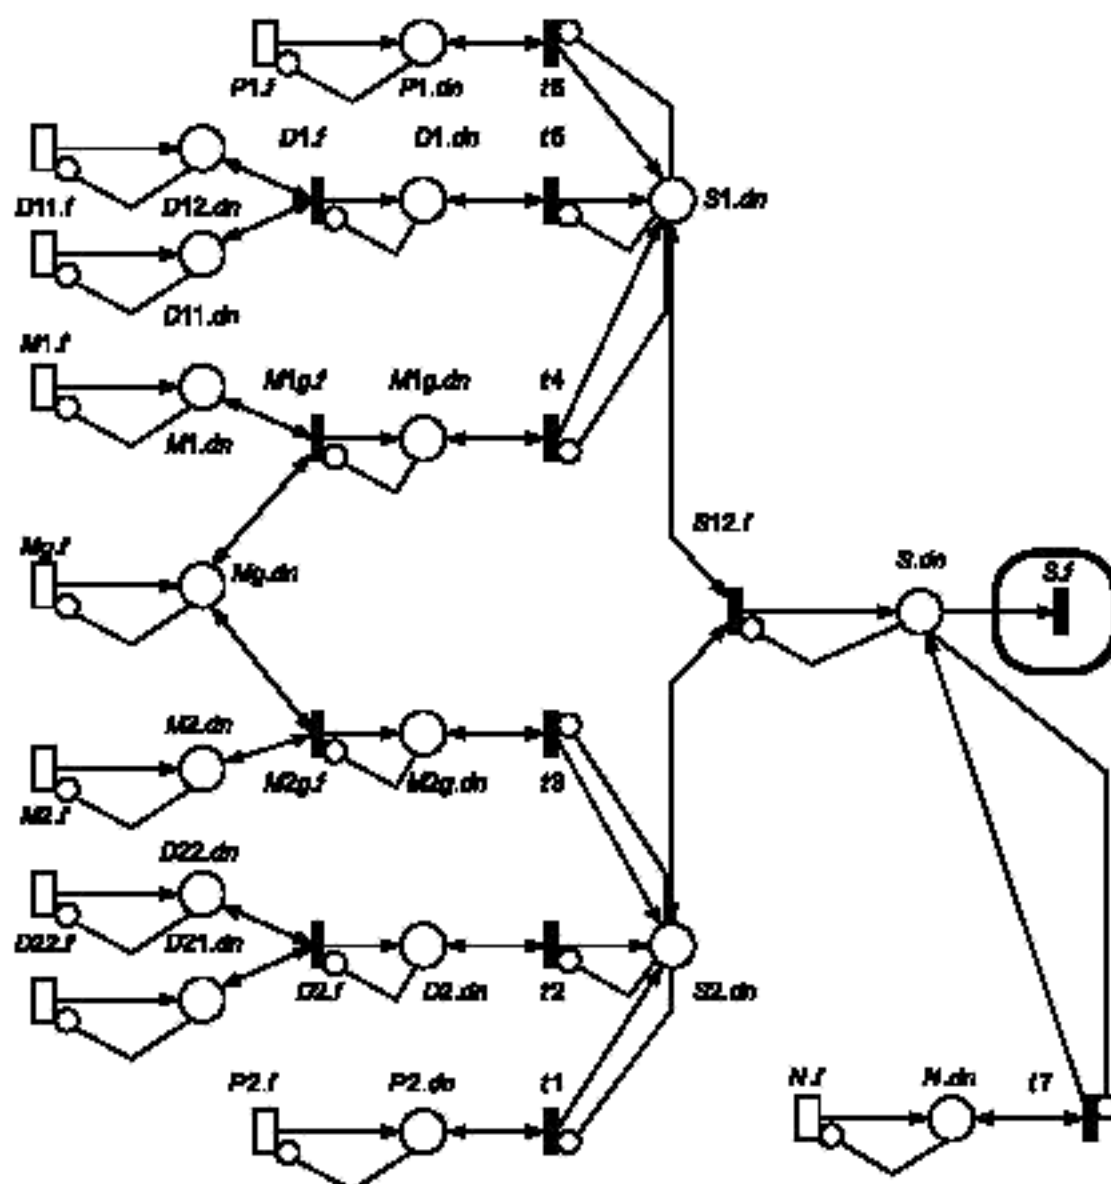 P1.f P1.dn t6
D1.f D1.dn t5
D11.f D12.dn S1.dn
D11.dn
M1.f M1g.f M1g.dn t4
M1.dn
S12.f
Mg.f Mg.dn S.dn S.f
M2.dn
M2.f M2g.f M2g.dn t3
D22.dn
D22.f D21.dn
D2.f D2.dn t2 S2.dn
P2.f P2.dn t1 N.f N.dn t7